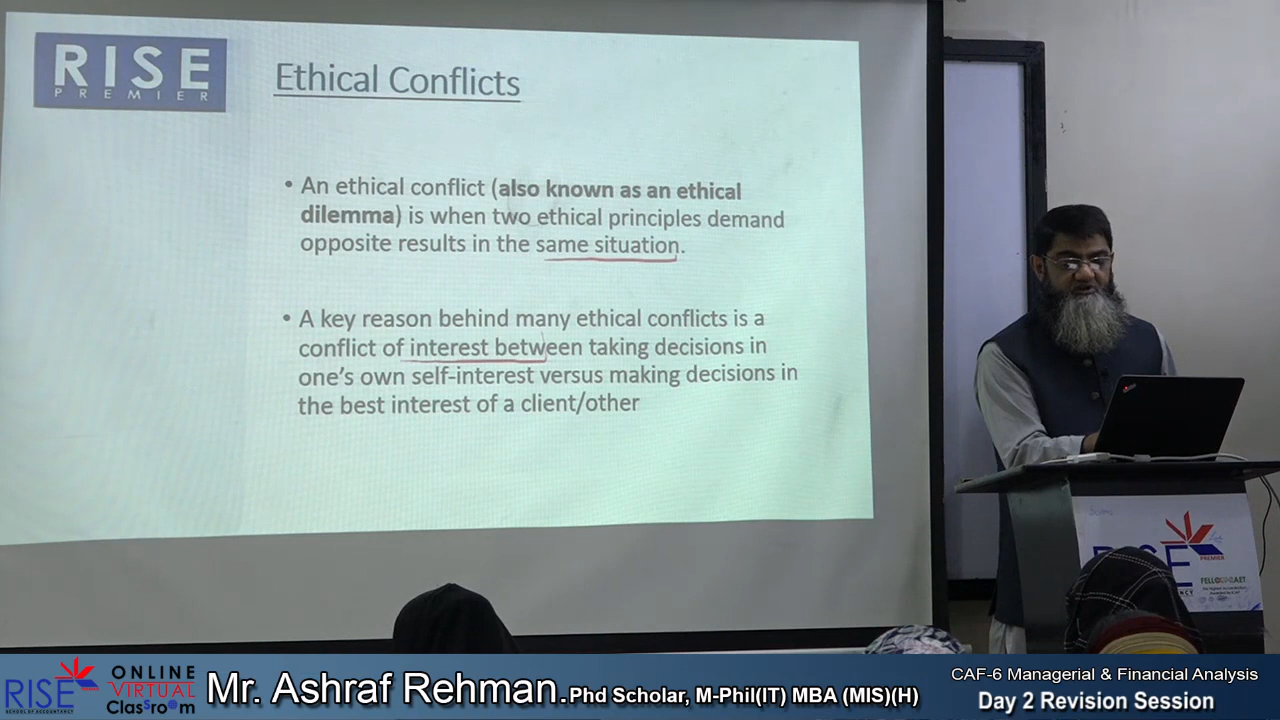 RISE
PREMIER
Ethical Conflicts
• An ethical conflict (also known as an ethical
dilemma) is when two ethical principles demand
opposite results in the same situation.
• A key reason behind many ethical conflicts is a
conflict of interest between taking decisions in
one's own self-interest versus making decisions in
the best interest of a client/other
RISE
PREMIER
RISE
SCHOOL OF ACCOUNTANCY
ONLINE
VIRTUAL
ClasSroom
Mr. Ashraf Rehman.Phd Scholar, M-Phil(IT) MBA (MIS)(H)
CAF-6 Managerial & Financial Analysis
Day 2 Revision Session